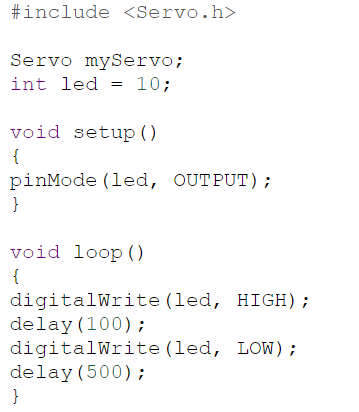 #include <Servo.h>

Servo myServo;
int led = 10;

void setup()
{
pinMode(led, OUTPUT);
}

void loop()
{
digitalWrite(led, HIGH);
delay(100);
digitalWrite(led, LOW);
delay(500);
}